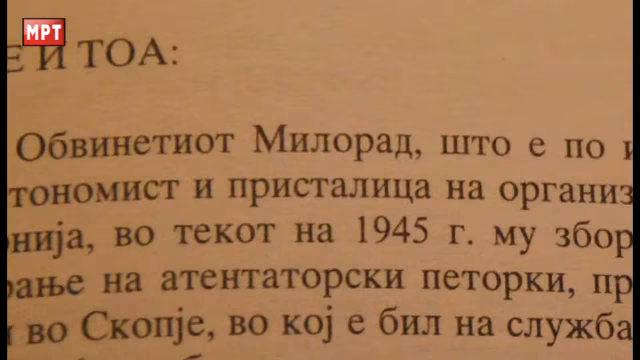 МРТ
Е И ТОА:
Обвинетиот Милорад, што е по
тономист и присталица на организ
нија, во текот на 1945 г. му збор
рање на атентаторски петорки, пр
и во Скопје, во кој е бил на служба